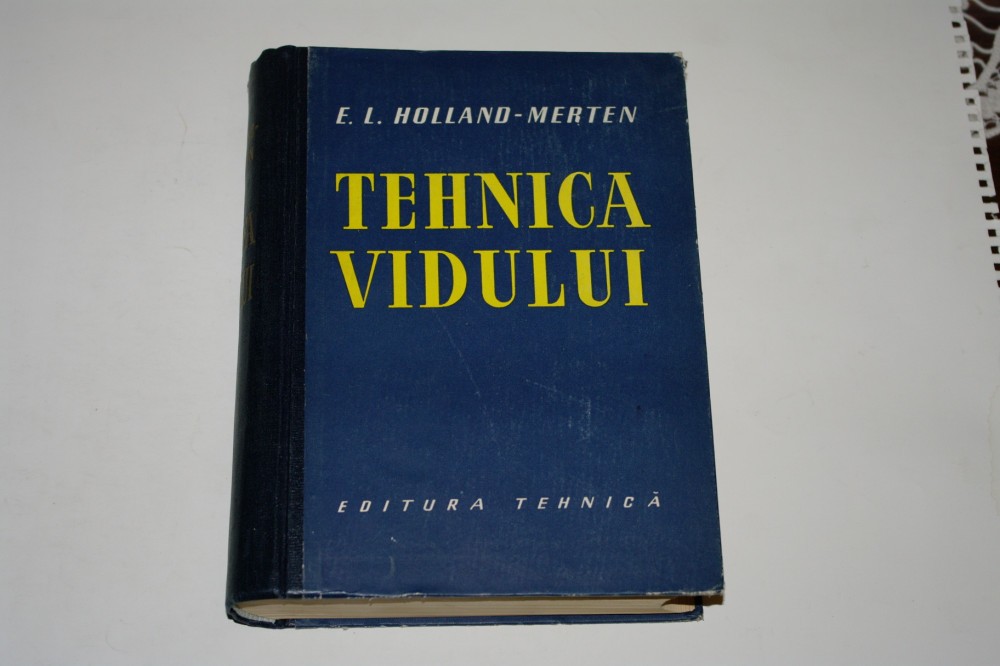 E. L. HOLLAND-MERTEN
TEHNICA
VIDULUI
EDITURA TEHNICĂ